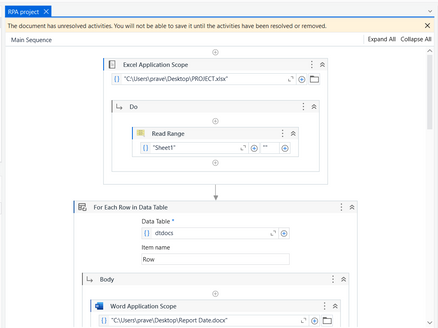 RPA project
The document has unresolved activities. You will not be able to save it until the activities have been resolved or removed.
Main Sequence
Expand All Collapse All
Excel Application Scope
"C:\Users\prave\Desktop\PROJECT.xlsx"
Do
Read Range
"Sheet1"
""
For Each Row in Data Table
Data Table *
dtdocs
Item name
Row
Body
Word Application Scope
"C:\Users\prave\Desktop\Report Date.docx"